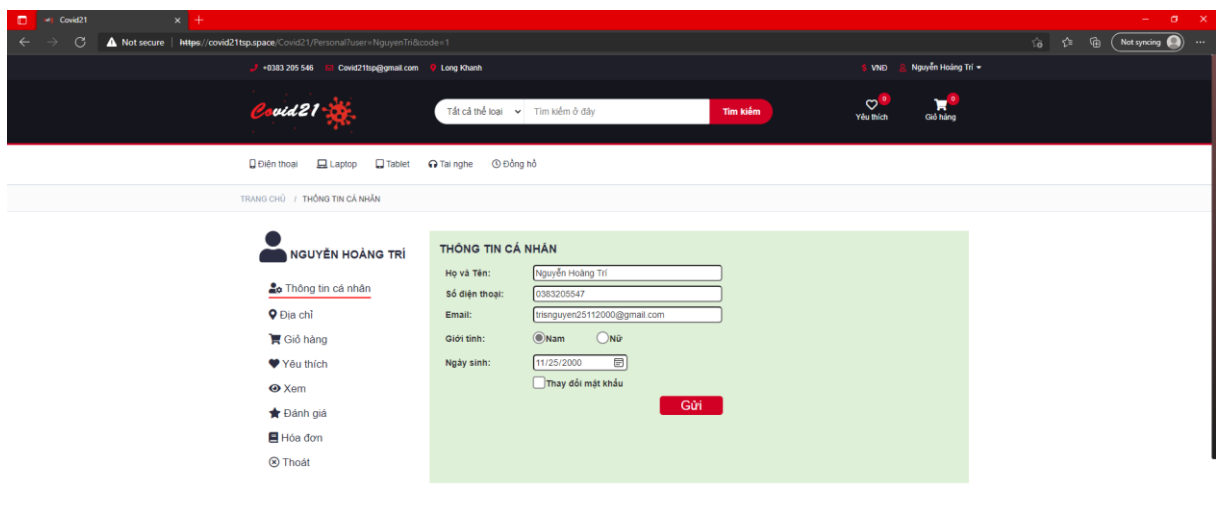 Covid21
Not secure https://covid21tsp.space/Covid21/Personal?user=NguyenTri&code=1 Not syncing
+0383 205 546 Covid21tsp@gmail.com Long Khanh $ VNĐ Nguyễn Hoàng Trí
Covid21 Tất cả thể loại Tìm kiếm ở đây Tìm kiếm 0 Yêu thích 0 Giỏ hàng
Điện thoại Laptop Tablet Tai nghe Đồng hồ
TRANG CHỦ / THÔNG TIN CÁ NHÂN
NGUYỄN HOÀNG TRÍ
Thông tin cá nhân
Địa chỉ
Giỏ hàng
Yêu thích
Xem
Đánh giá
Hóa đơn
Thoát
THÔNG TIN CÁ NHÂN
Họ và Tên: Nguyễn Hoàng Trí
Số điện thoại: 0383205547
Email: trisnguyen25112000@gmail.com
Giới tính: Nam Nữ
Ngày sinh: 11/25/2000
Thay đổi mật khẩu
Gửi